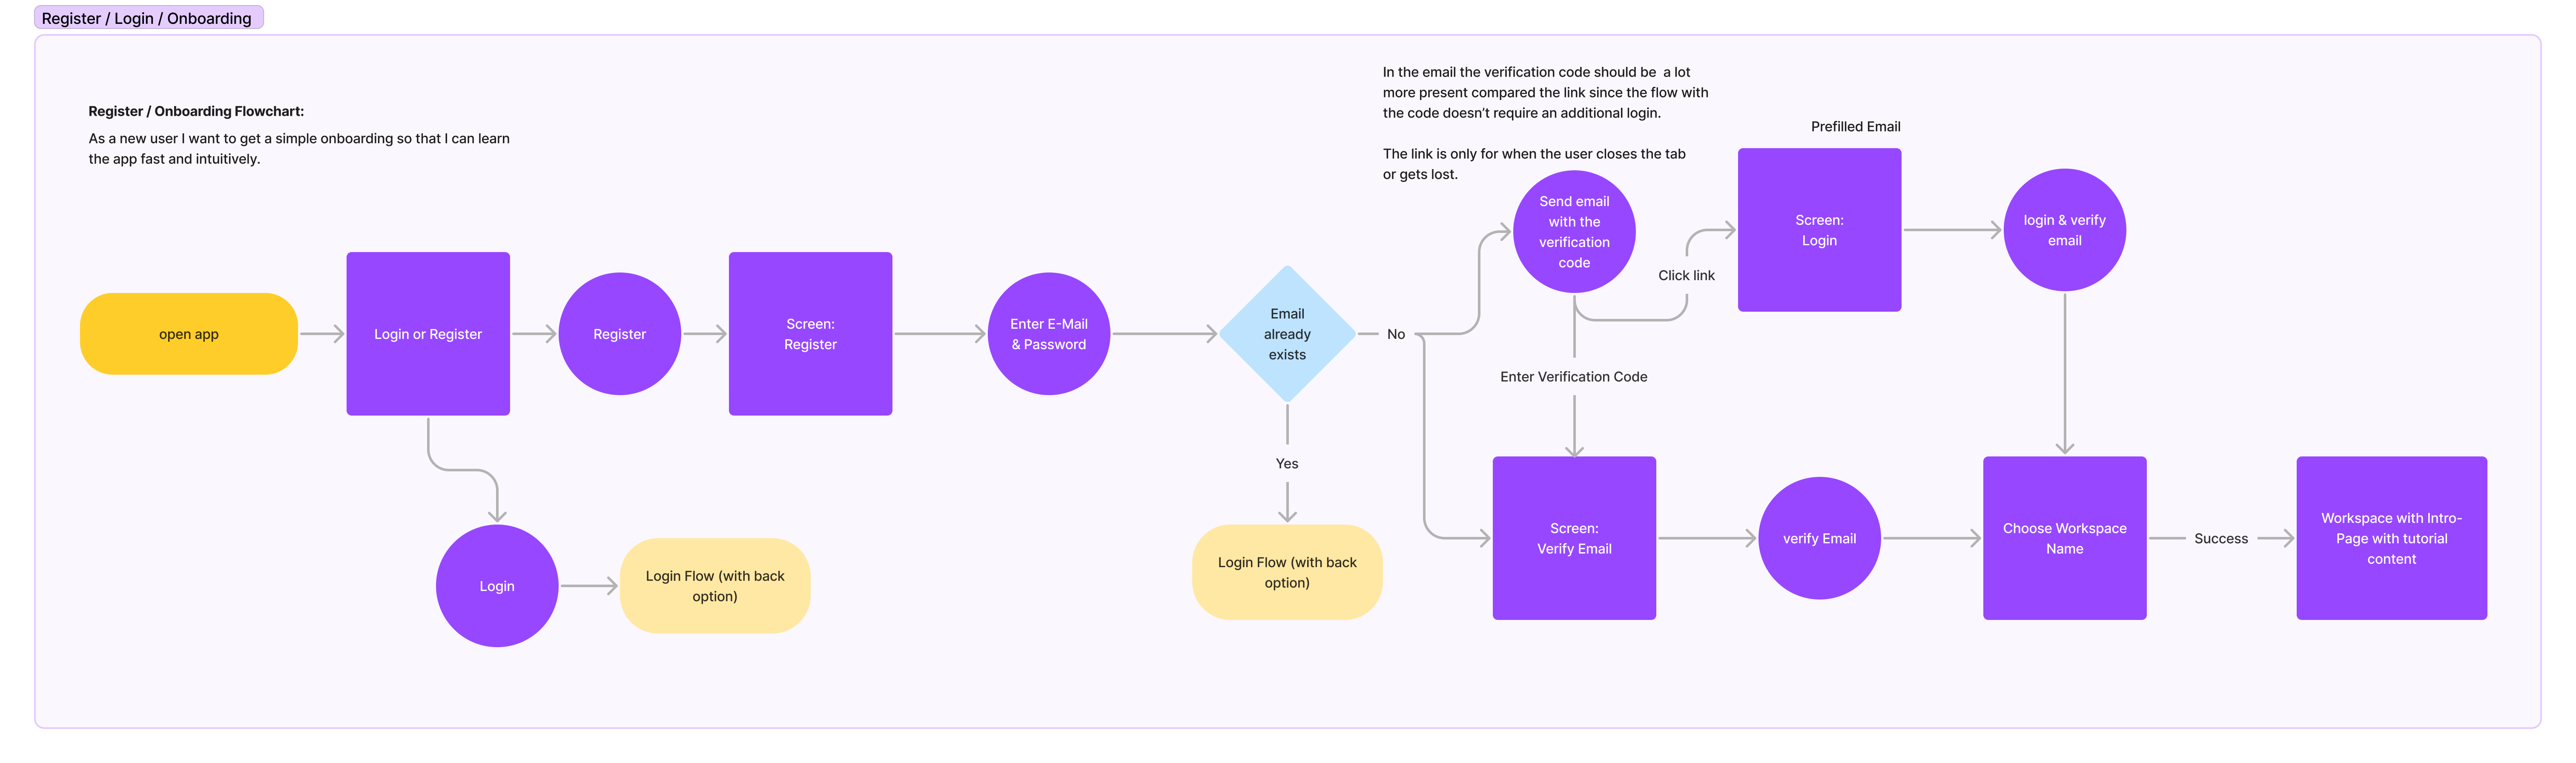 Register / Login / Onboarding
Register / Onboarding Flowchart:
As a new user I want to get a simple onboarding so that I can learn
the app fast and intuitively.
In the email the verification code should be  a lot
more present compared the link since the flow with
the code doesn't require an additional login.
The link is only for when the user closes the tab
or gets lost.
Prefilled Email
open app
Login or Register
Register
Screen:
Register
Enter E-Mail
& Password
Email
already
exists
No
Send email
with the
verification
code
Click link
Screen:
Login
login & verify
email
Enter Verification Code
Yes
Login
Login Flow (with back
option)
Login Flow (with back
option)
Screen:
Verify Email
verify Email
Choose Workspace
Name
Success
Workspace with Intro-
Page with tutorial
content